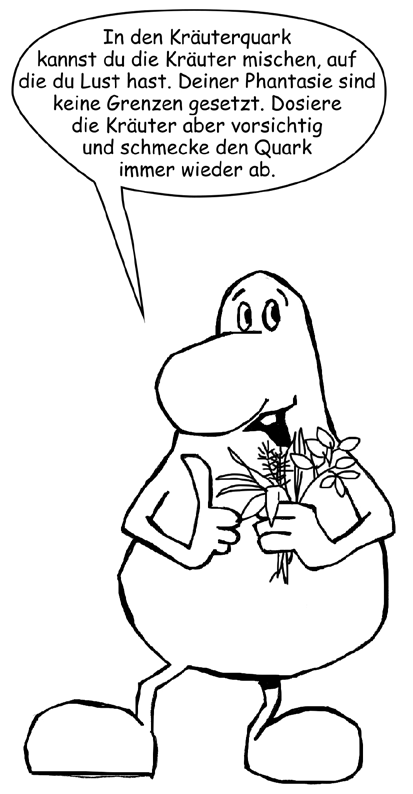 In den Kräuterquark
kannst du die Kräuter mischen, auf
die du Lust hast. Deiner Phantasie sind
keine Grenzen gesetzt. Dosiere
die Kräuter aber vorsichtig
und schmecke den Quark
immer wieder ab.